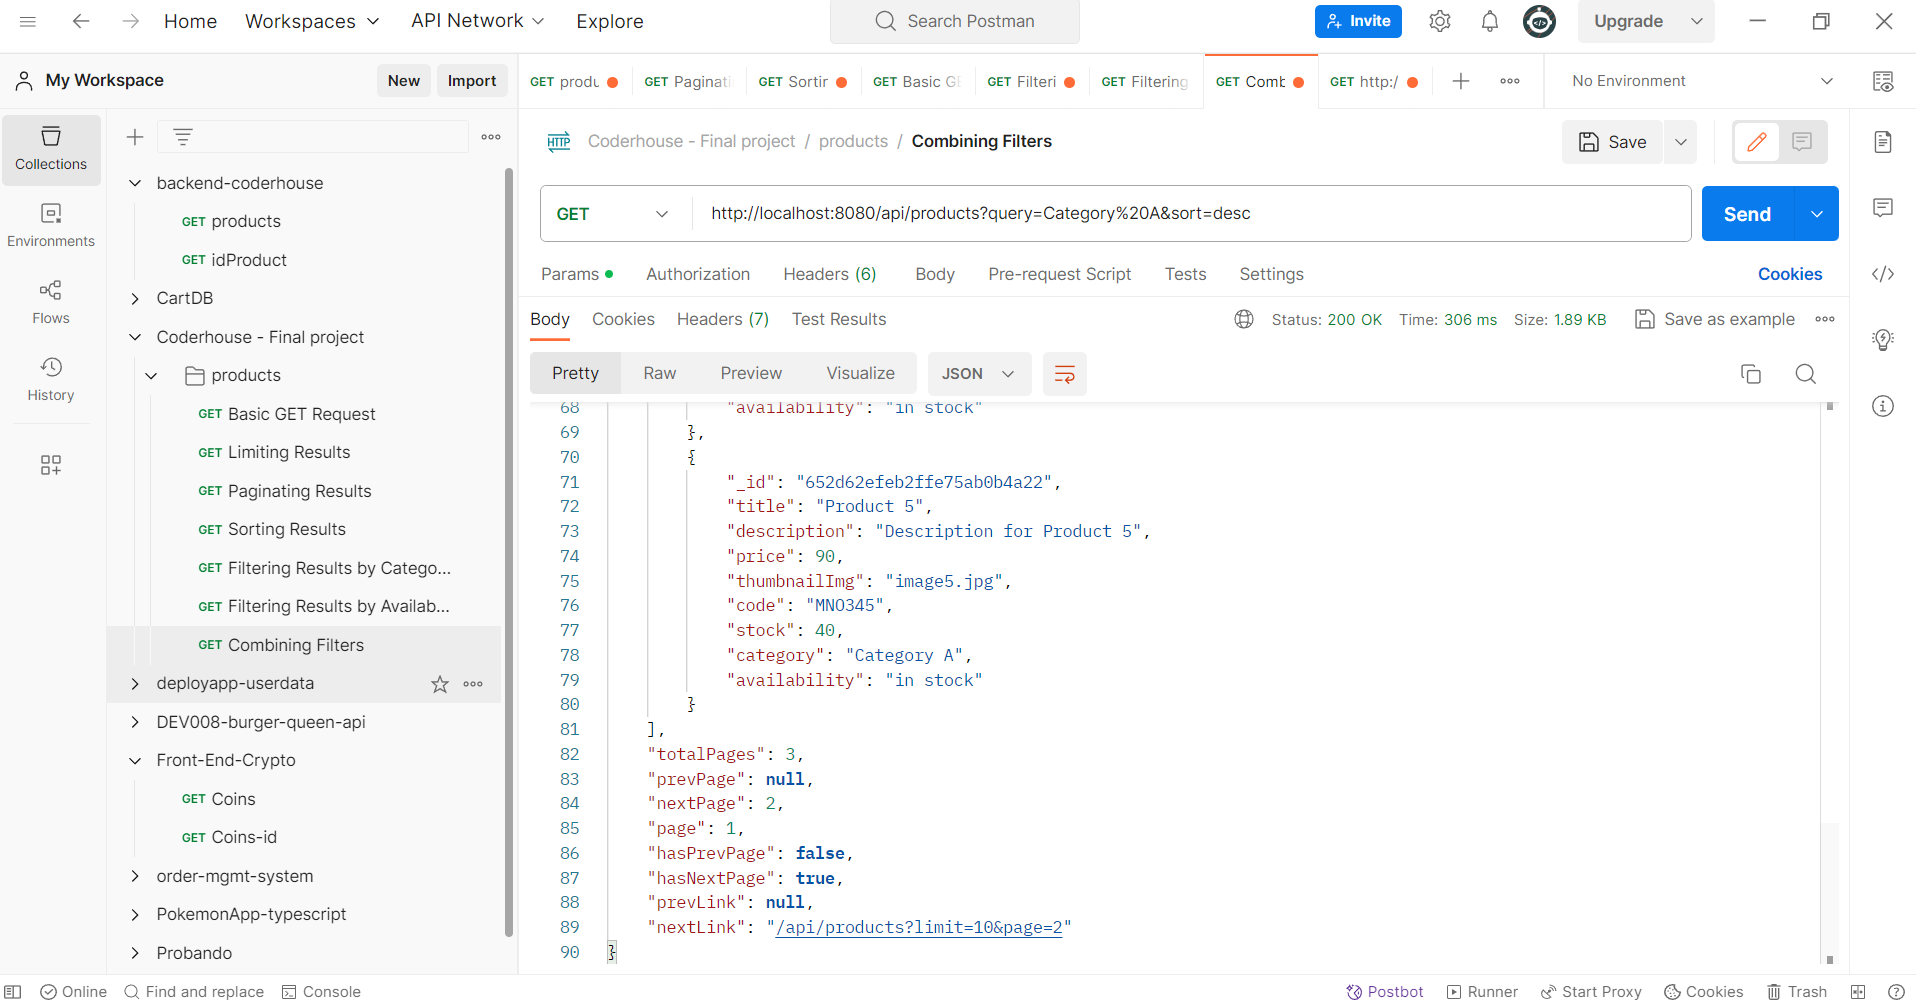 Home Workspaces API Network Explore Search Postman Invite Upgrade
My Workspace New Import
GET produ GET Paginati GET Sortir GET Basic GE GET Filteri GET Filtering GET Comb GET http:/ No Environment
Collections
Environments
Flows
History
backend-coderhouse
GET products
GET idProduct
CartDB
Coderhouse - Final project
products
GET Basic GET Request
GET Limiting Results
GET Paginating Results
GET Sorting Results
GET Filtering Results by Catego...
GET Filtering Results by Availab...
GET Combining Filters
deployapp-userdata
DEV008-burger-queen-api
Front-End-Crypto
GET Coins
GET Coins-id
order-mgmt-system
PokemonApp-typescript
Probando
HTTP Coderhouse - Final project / products / Combining Filters Save
GET http://localhost:8080/api/products?query=Category%20A&sort=desc Send
Params Authorization Headers (6) Body Pre-request Script Tests Settings Cookies
Body Cookies Headers (7) Test Results Status: 200 OK Time: 306 ms Size: 1.89 KB Save as example
Pretty Raw Preview Visualize JSON
68 "availability": "in stock"
69 },
70 {
71 "_id": "652d62efeb2ffe75ab0b4a22",
72 "title": "Product 5",
73 "description": "Description for Product 5",
74 "price": 90,
75 "thumbnailImg": "image5.jpg",
76 "code": "MNO345",
77 "stock": 40,
78 "category": "Category A",
79 "availability": "in stock"
80 }
81 ],
82 "totalPages": 3,
83 "prevPage": null,
84 "nextPage": 2,
85 "page": 1,
86 "hasPrevPage": false,
87 "hasNextPage": true,
88 "prevLink": null,
89 "nextLink": "/api/products?limit=10&page=2"
90 }
Online Find and replace Console Postbot Runner Start Proxy Cookies Trash